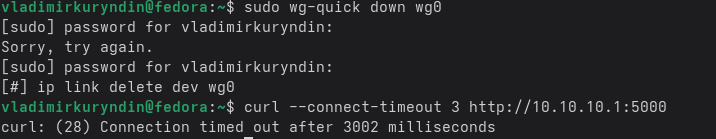 vladimirkuryndin@fedora:~$ sudo wg-quick down wg0
[sudo] password for vladimirkuryndin:
Sorry, try again.
[sudo] password for vladimirkuryndin:
[#] ip link delete dev wg0
vladimirkuryndin@fedora:~$ curl --connect-timeout 3 http://10.10.10.1:5000
curl: (28) Connection timed out after 3002 milliseconds